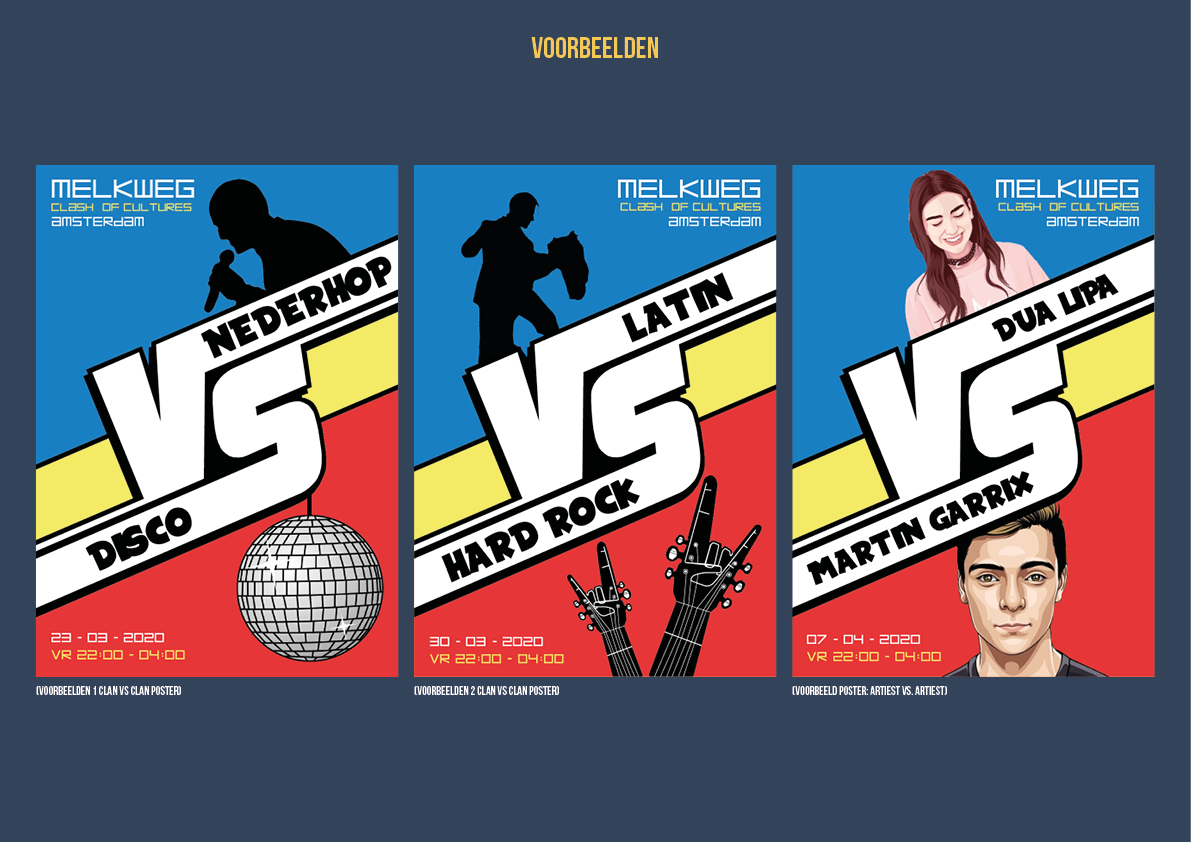 VOORBEELDEN
MELKWEG
CLASH OF CULTURES
AMSTERDAM
NEDERHOP
VS
DISCO
23 - 03 - 2020
VR 22:00 - 04:00
(VOORBEELDEN 1 CLAN VS CLAN POSTER)
MELKWEG
CLASH OF CULTURES
AMSTERDAM
LATIN
VS
HARD ROCK
30 - 03 - 2020
VR 22:00 - 04:00
(VOORBEELDEN 2 CLAN VS CLAN POSTER)
MELKWEG
CLASH OF CULTURES
AMSTERDAM
DUA LIPA
VS
MARTIN GARRIX
07 - 04 - 2020
VR 22:00 - 04:00
(VOORBEELD POSTER: ARTIEST VS. ARTIEST)